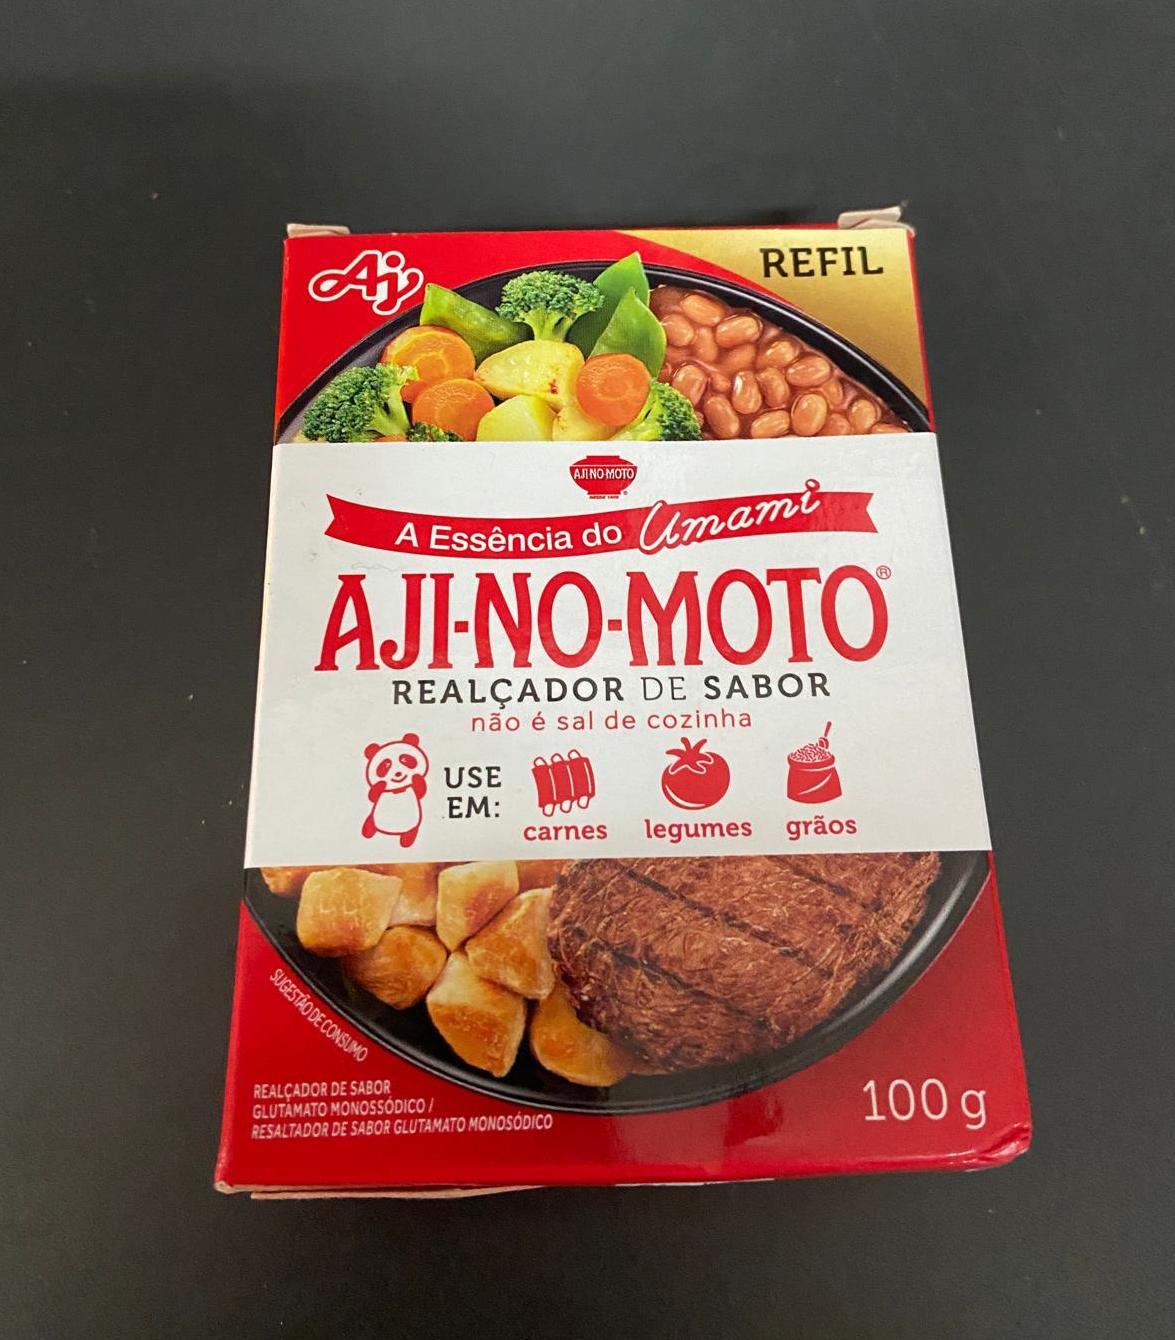 Aj
REFIL
AJI-NO-MOTO
A Essência do Umami
AJI-NO-MOTO®
REALÇADOR DE SABOR
não é sal de cozinha
USE
EM:
carnes
legumes
grãos
SUGESTÃO DE CONSUMO
REALÇADOR DE SABOR
GLUTAMATO MONOSSÓDICO /
RESALTADOR DE SABOR GLUTAMATO MONOSÓDICO
100 g